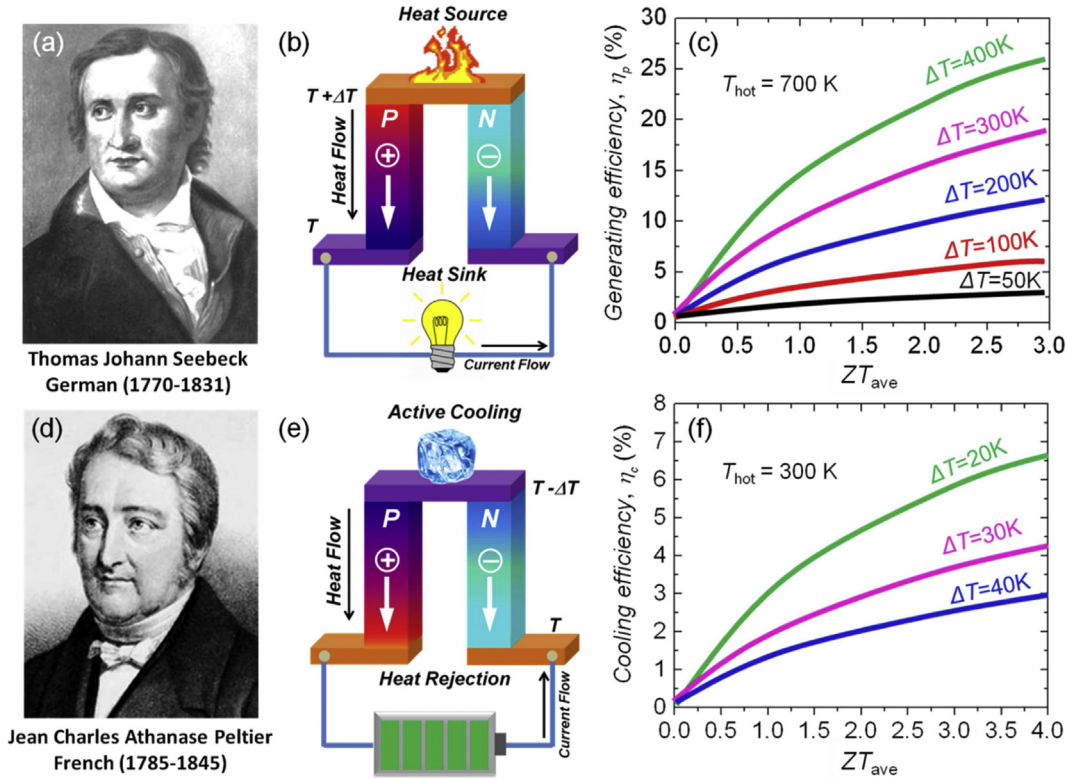 (a)
Thomas Johann Seebeck
German (1770-1831)
(b)
Heat Source
T+ΔT
P
N
Heat Flow
T
Heat Sink
Current Flow
(c)
T_hot = 700 K
ΔT=400K
ΔT=300K
ΔT=200K
ΔT=100K
ΔT=50K
Generating efficiency, η_p (%)
30
25
20
15
10
5
0
0.0 0.5 1.0 1.5 2.0 2.5 3.0
ZT_ave
(d)
Jean Charles Athanase Peltier
French (1785-1845)
(e)
Active Cooling
T-ΔT
P
N
Heat Flow
T
Heat Rejection
Current Flow
(f)
T_hot = 300 K
ΔT=20K
ΔT=30K
ΔT=40K
Cooling efficiency, η_c (%)
8
7
6
5
4
3
2
1
0
0.0 0.5 1.0 1.5 2.0 2.5 3.0 3.5 4.0
ZT_ave